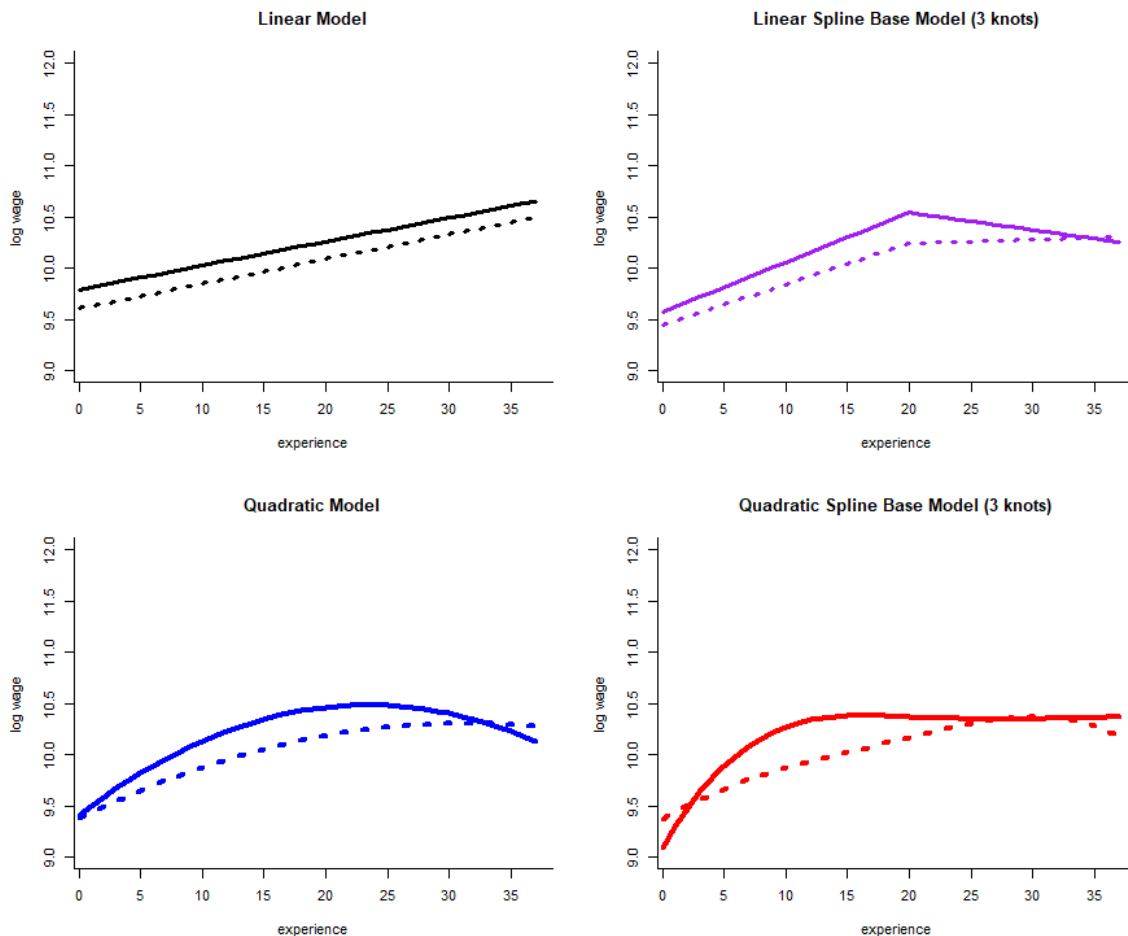 Linear Model
12.0
11.5
11.0
10.5
10.0
9.5
9.0
log wage
0 5 10 15 20 25 30 35
experience
Linear Spline Base Model (3 knots)
12.0
11.5
11.0
10.5
10.0
9.5
9.0
log wage
0 5 10 15 20 25 30 35
experience
Quadratic Model
12.0
11.5
11.0
10.5
10.0
9.5
9.0
log wage
0 5 10 15 20 25 30 35
experience
Quadratic Spline Base Model (3 knots)
12.0
11.5
11.0
10.5
10.0
9.5
9.0
log wage
0 5 10 15 20 25 30 35
experience